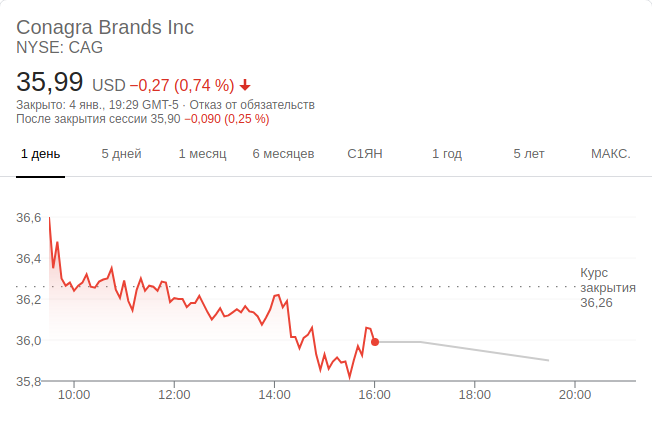 Conagra Brands Inc
NYSE: CAG
35,99 USD −0,27 (0,74 %)
Закрыто: 4 янв., 19:29 GMT-5 · Отказ от обязательств
После закрытия сессии 35,90 −0,090 (0,25 %)
1 день 5 дней 1 месяц 6 месяцев С1ЯН 1 год 5 лет МАКС.
36,6
36,4
Курс
закрытия
36,26
36,2
36,0
35,8
10:00 12:00 14:00 16:00 18:00 20:00